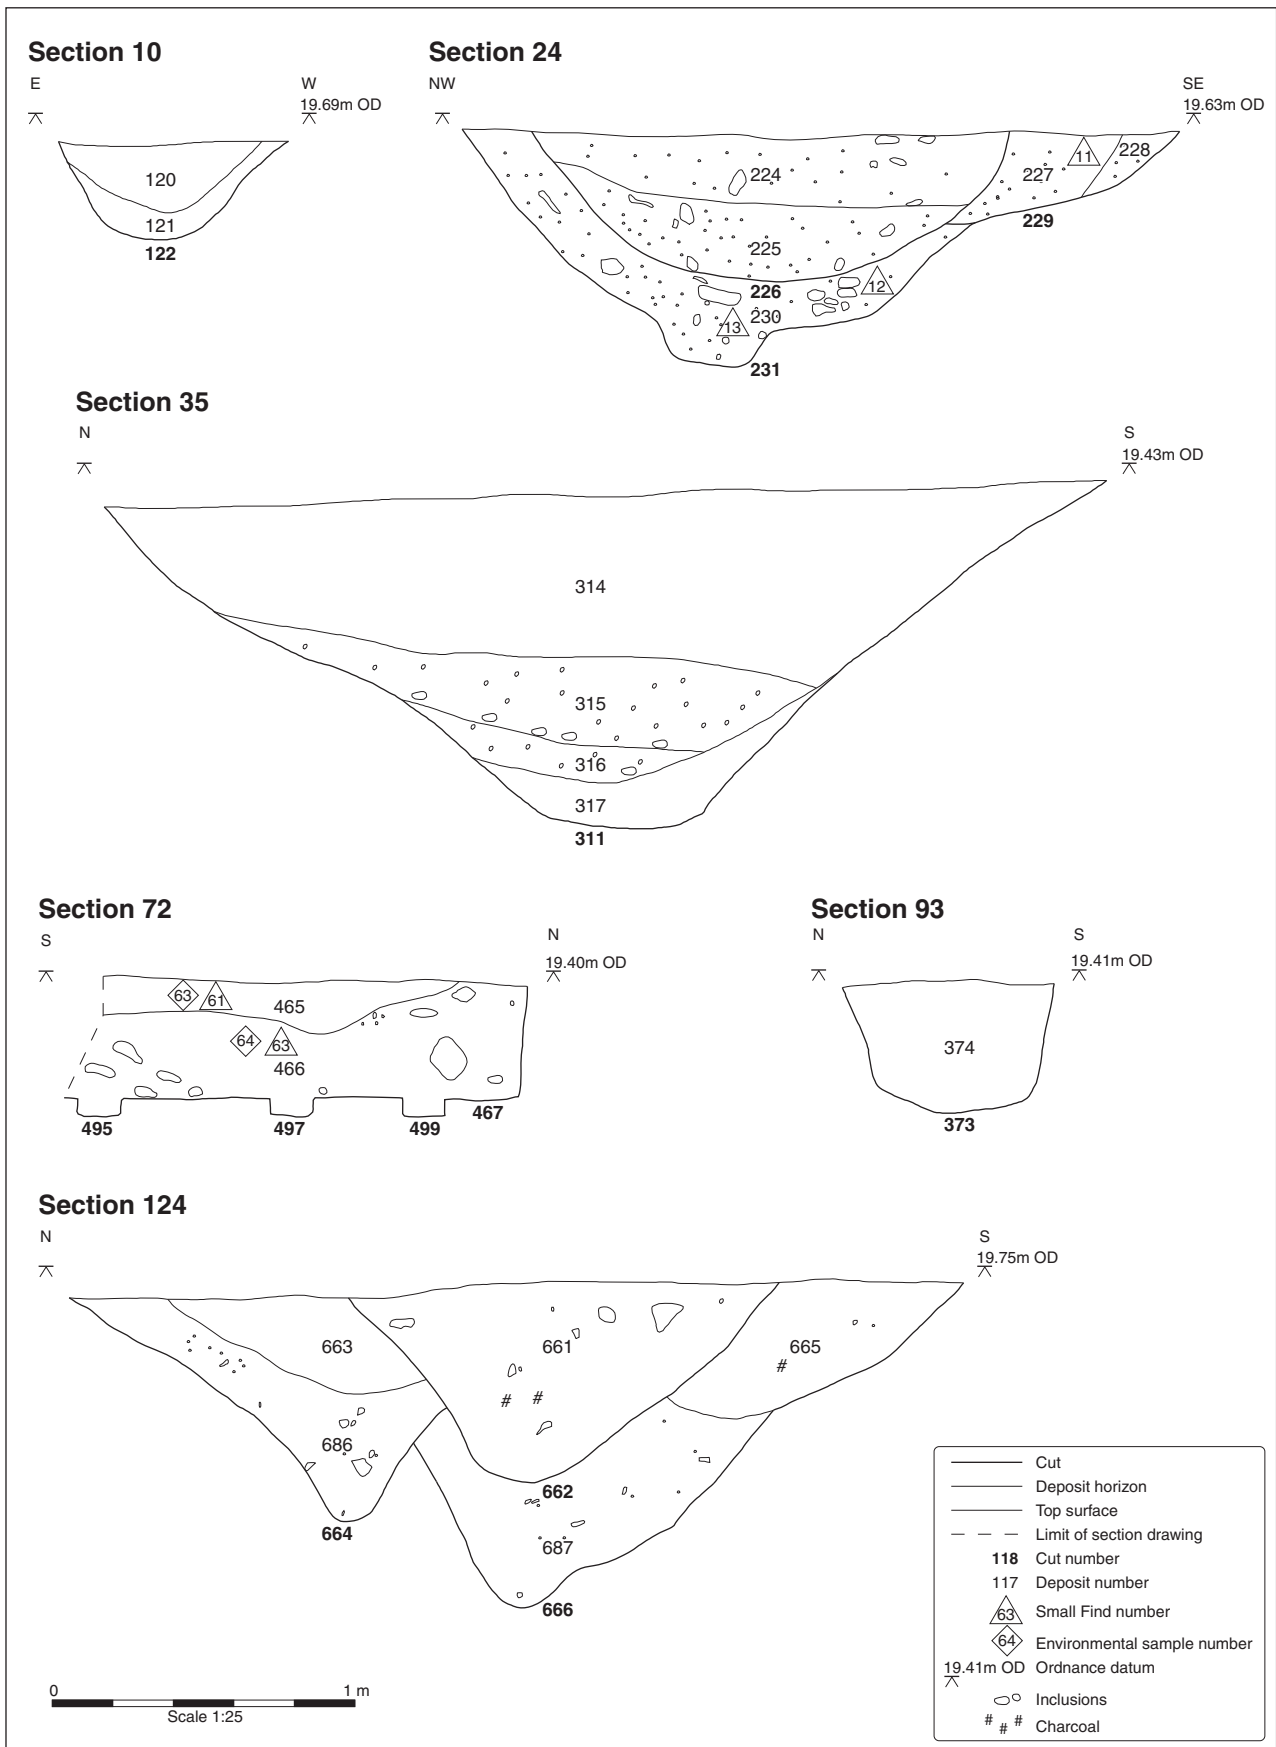 Section 10
E
W
19.69m OD
120
121
122
Section 24
NW
SE
19.63m OD
11
228
227
224
229
225
226
12
230
13
231
Section 35
N
S
19.43m OD
314
315
316
317
311
Section 72
S
N
19.40m OD
63
61
465
64
63
466
467
495
497
499
Section 93
N
S
19.41m OD
374
373
Section 124
N
S
19.75m OD
663
661
665
#
# #
686
662
664
687
666
Cut
Deposit horizon
Top surface
Limit of section drawing
118 Cut number
117 Deposit number
63 Small Find number
64 Environmental sample number
19.41m OD Ordnance datum
Inclusions
# # # Charcoal
0 1 m
Scale 1:25